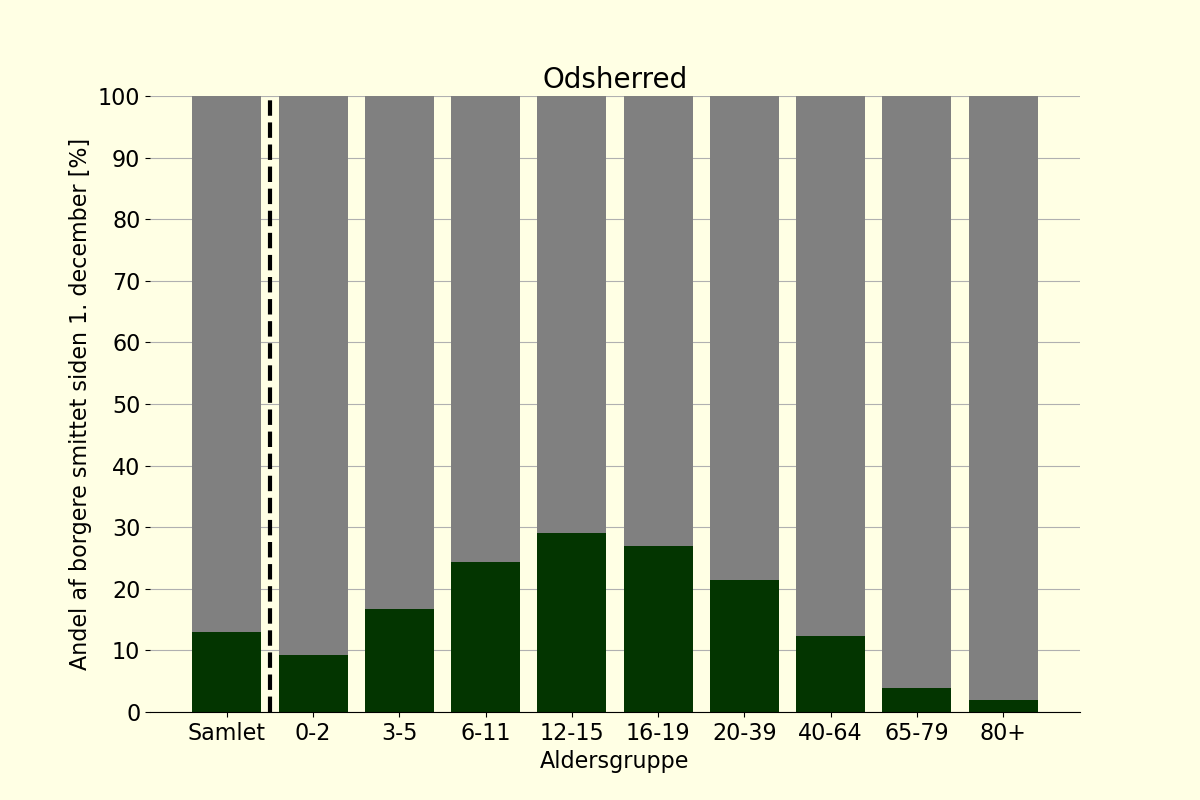 Odsherred
Andel af borgere smittet siden 1. december [%]
100
90
80
70
60
50
40
30
20
10
0
Samlet 0-2 3-5 6-11 12-15 16-19 20-39 40-64 65-79 80+
Aldersgruppe